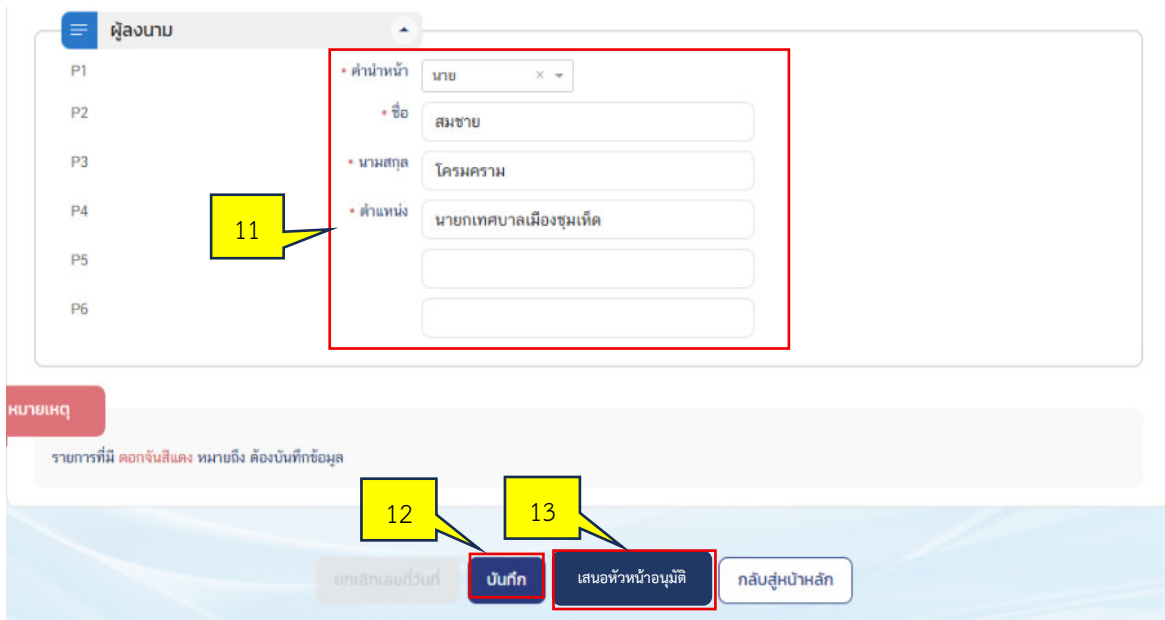 ผู้ลงนาม
P1 * คำนำหน้า นาย × 
P2 * ชื่อ สมชาย
P3 * นามสกุล โครมคราม
P4 * ตำแหน่ง นายกเทศบาลเมืองชุมเห็ด
11
P5
P6
หมายเหตุ
รายการที่มี ดอกจันสีแดง หมายถึง ต้องบันทึกข้อมูล
12 13
ยกเลิกเลขที่วันที่ บันทึก เสนอหัวหน้าอนุมัติ กลับสู่หน้าหลัก